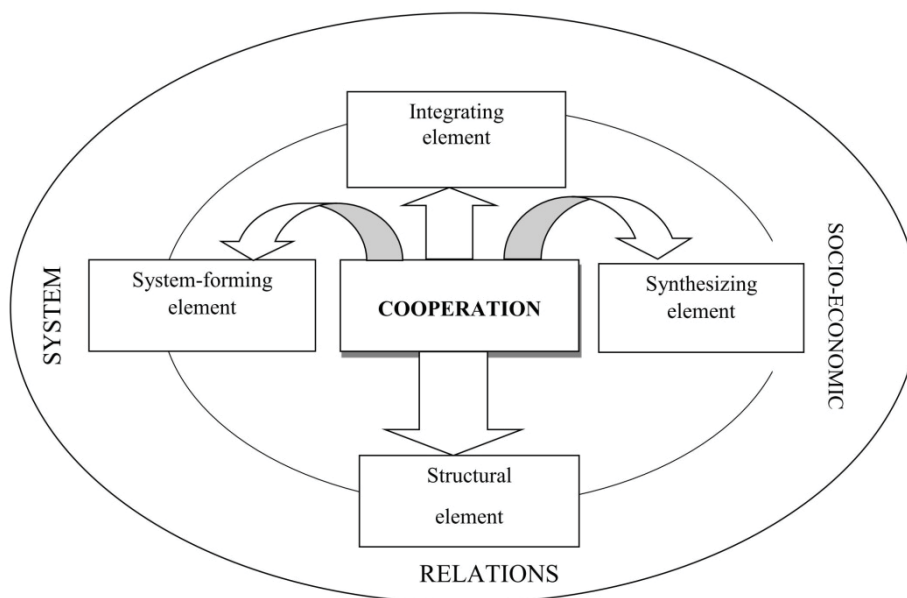 Integrating
element
System-forming
element
COOPERATION
Synthesizing
element
Structural
element
SYSTEM
SOCIO-ECONOMIC
RELATIONS